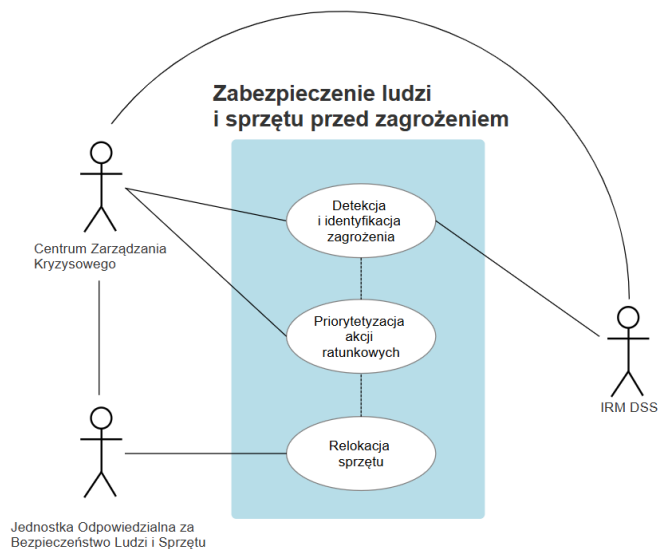 Zabezpieczenie ludzi
i sprzętu przed zagrożeniem
Detekcja
i identyfikacja
zagrożenia
Centrum Zarządzania
Kryzysowego
Priorytetyzacja
akcji
ratunkowych
IRM DSS
Relokacja
sprzętu
Jednostka Odpowiedzialna za
Bezpieczeństwo Ludzi i Sprzętu